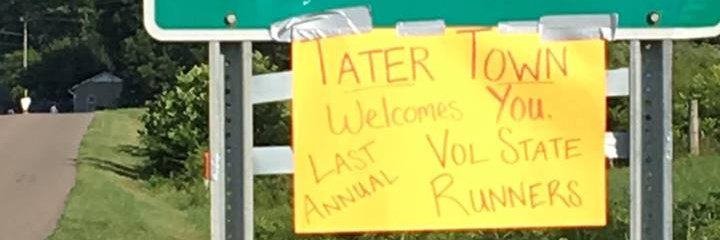 TATER TOWN
Welcomes You.
LAST ANNUAL
VOL STATE RUNNERS